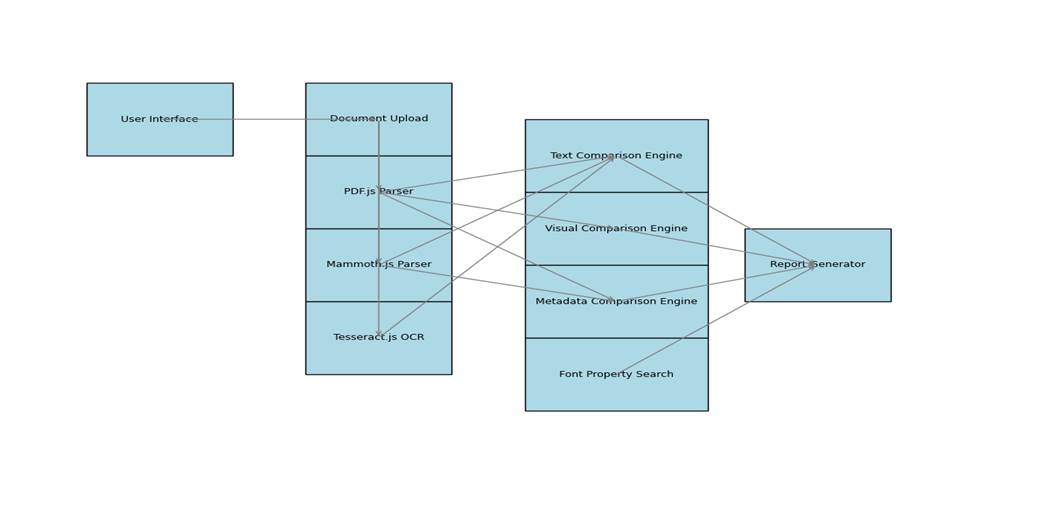 User Interface
Document Upload
PDF.js Parser
Mammoth.js Parser
Tesseract.js OCR
Text Comparison Engine
Visual Comparison Engine
Metadata Comparison Engine
Font Property Search
Report Generator